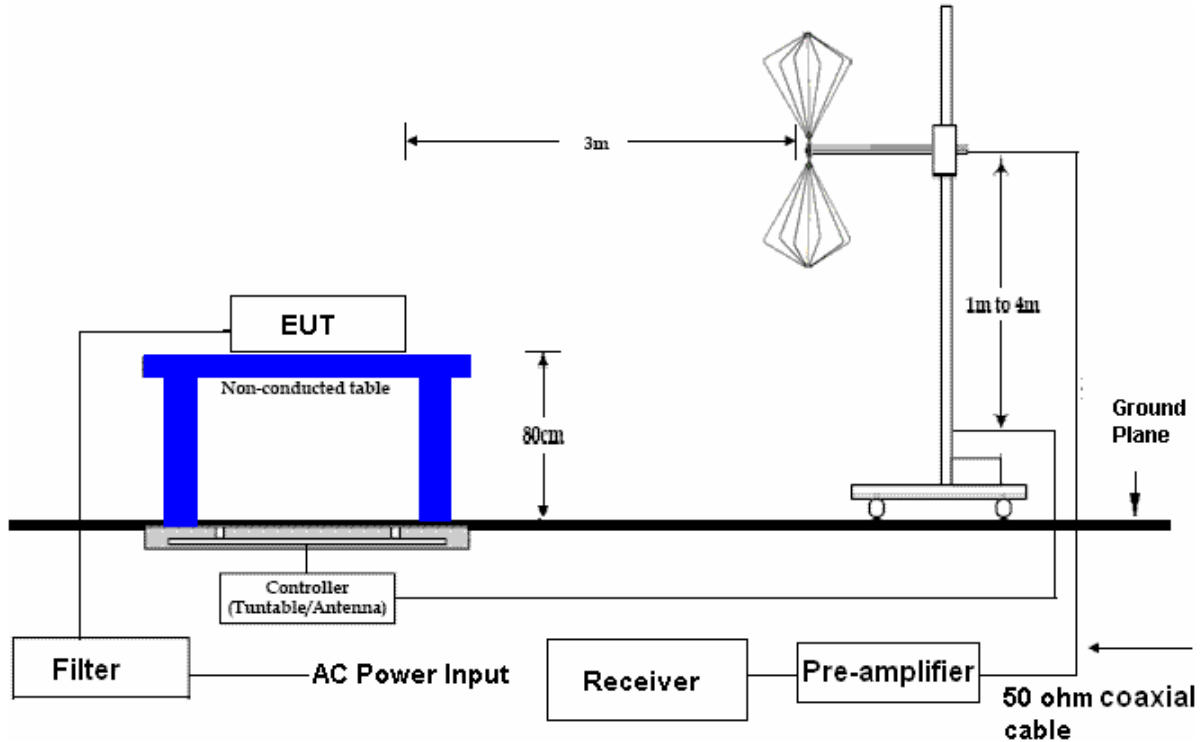 3m
EUT
1m to 4m
Non-conducted table
80cm
Ground
Plane
Controller
(Tuntable/Antenna)
Filter
AC Power Input
Receiver
Pre-amplifier
50 ohm coaxial
cable